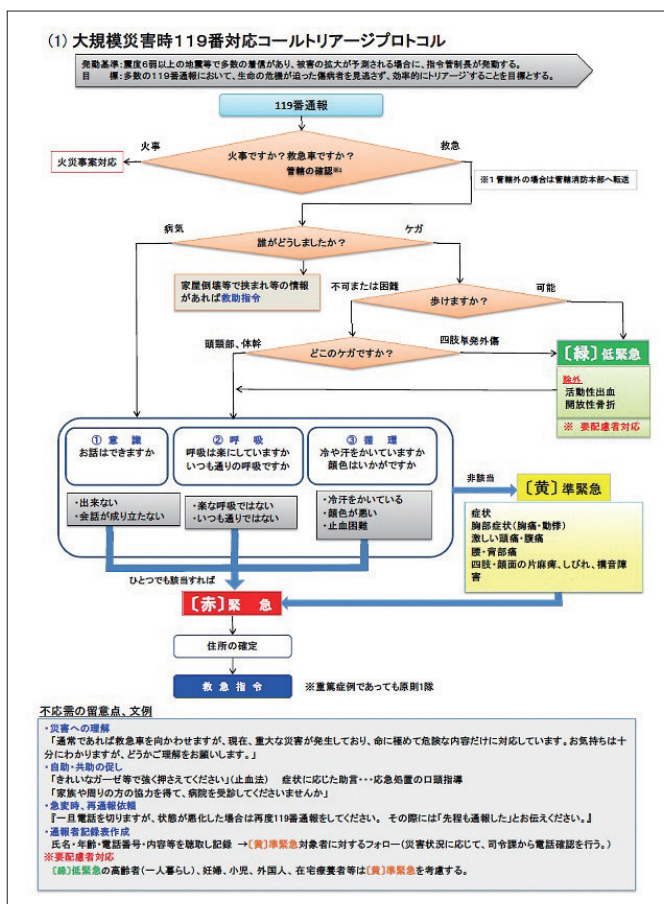 (1) 大規模災害時119番対応コールトリアージプロトコル
発動基準:震度6弱以上の地震等で多数の着信があり、被害の拡大が予測される場合に、指令管制長が発動する。
目　標:多数の119番通報において、生命の危機が迫った傷病者を見逃さず、効率的にトリアージすることを目標とする。
119番通報
火事
救急
火事ですか?救急車ですか?
管轄の確認※1
火災事案対応
※1 管轄外の場合は管轄消防本部へ転送
病気
ケガ
誰がどうしましたか?
家屋倒壊等で挟まれ等の情報
があれば救助指令
不可または困難
可能
歩けますか?
頭頸部、体幹
四肢単発外傷
どこのケガですか?
〔緑〕低緊急
除外
活動性出血
開放性骨折
※ 要配慮者対応
① 意 識
お話はできますか
② 呼 吸
呼吸は楽にしていますか
いつも通りの呼吸ですか
③ 循 環
冷や汗をかいていますか
顔色はいかがですか
・出来ない
・会話が成り立たない
・楽な呼吸ではない
・いつも通りではない
・冷汗をかいている
・顔色が悪い
・止血困難
非該当
〔黄〕準緊急
症状
胸部症状(胸痛・動悸)
激しい頭痛・腹痛
腰・背部痛
四肢・顔面の片麻痺、しびれ、構音障
害
ひとつでも該当すれば
〔赤〕緊 急
住所の確定
救急指令
※重篤症例であっても原則1隊
不応需の留意点、文例
・災害への理解
「通常であれば救急車を向かわせますが、現在、重大な災害が発生しており、命に極めて危険な内容だけに対応しています。お気持ちは十
分にわかりますが、どうかご理解をお願いします。」
・自助・共助の促し
「きれいなガーゼ等で強く押さえてください」(止血法)　症状に応じた助言・・・応急処置の口頭指導
「家族や周りの方の協力を得て、病院を受診してくださいませんか」
・急変時、再通報依頼
『一旦電話を切りますが、状態が悪化した場合は再度119番通報をしてください。 その際には「先程も通報した」とお伝えください。』
・通報者記録表作成
氏名・年齢・電話番号・内容等を聴取し記録 →〔黄〕準緊急対象者に対するフォロー(災害状況に応じて、司令課から電話確認を行う。)
※要配慮者対応
〔緑〕低緊急の高齢者(一人暮らし)、妊婦、小児、外国人、在宅療養者等は〔黄〕準緊急を考慮する。